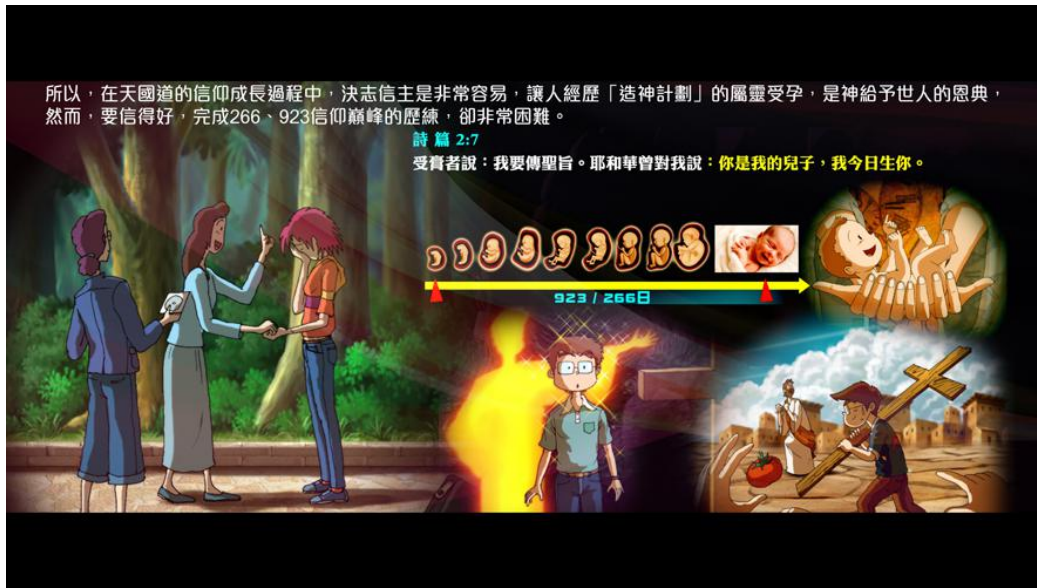 所以，在天國道的信仰成長過程中，決志信主是非常容易，讓人經歷「造神計劃」的屬靈受孕，是神給予世人的恩典，
然而，要信得好，完成266、923信仰巔峰的歷練，卻非常困難。
詩篇 2:7
受膏者說：我要傳聖旨。耶和華曾對我說：你是我的兒子，我今日生你。
923 / 266日